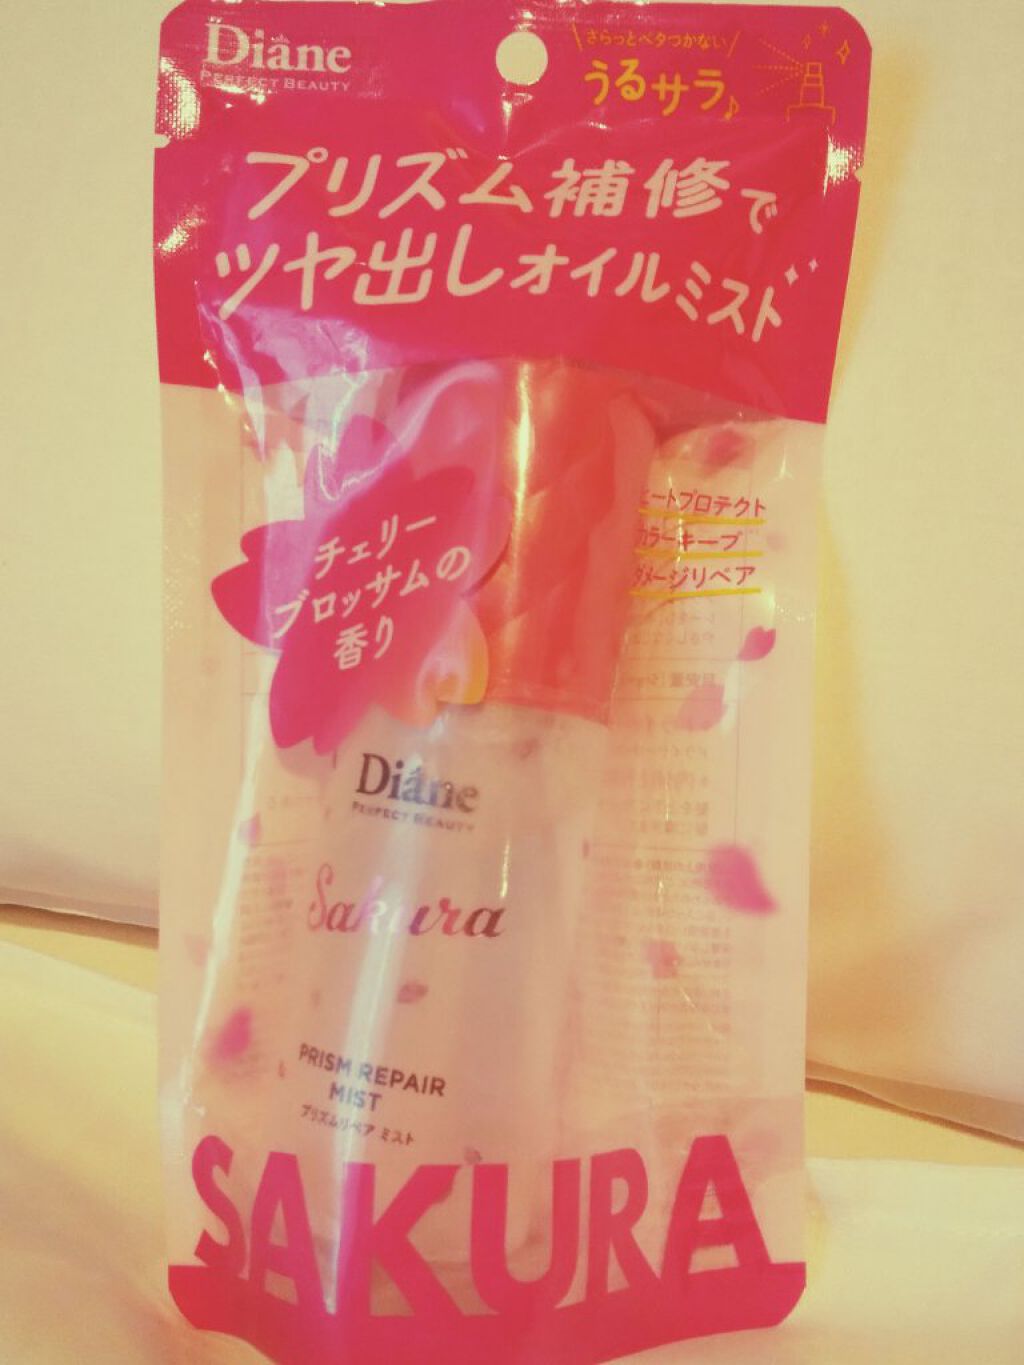 Diane
PERFECT BEAUTY
さらっとベタつかない
うるサラ♪
プリズム補修で
ツヤ出しオイルミスト
ヒートプロテクト
カラーキープ
ダメージリペア
チェリー
ブロッサムの
香り
Diane
PERFECT BEAUTY
Sakura
PRISM REPAIR
MIST
プリズムリペア ミスト
SAKURA